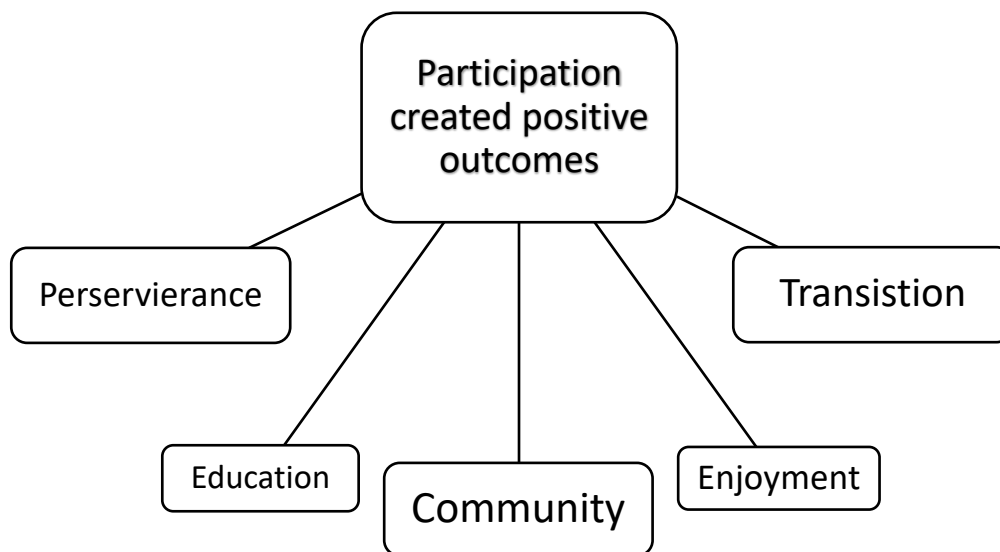 Participation
created positive
outcomes
Perservierance
Transistion
Education
Community
Enjoyment